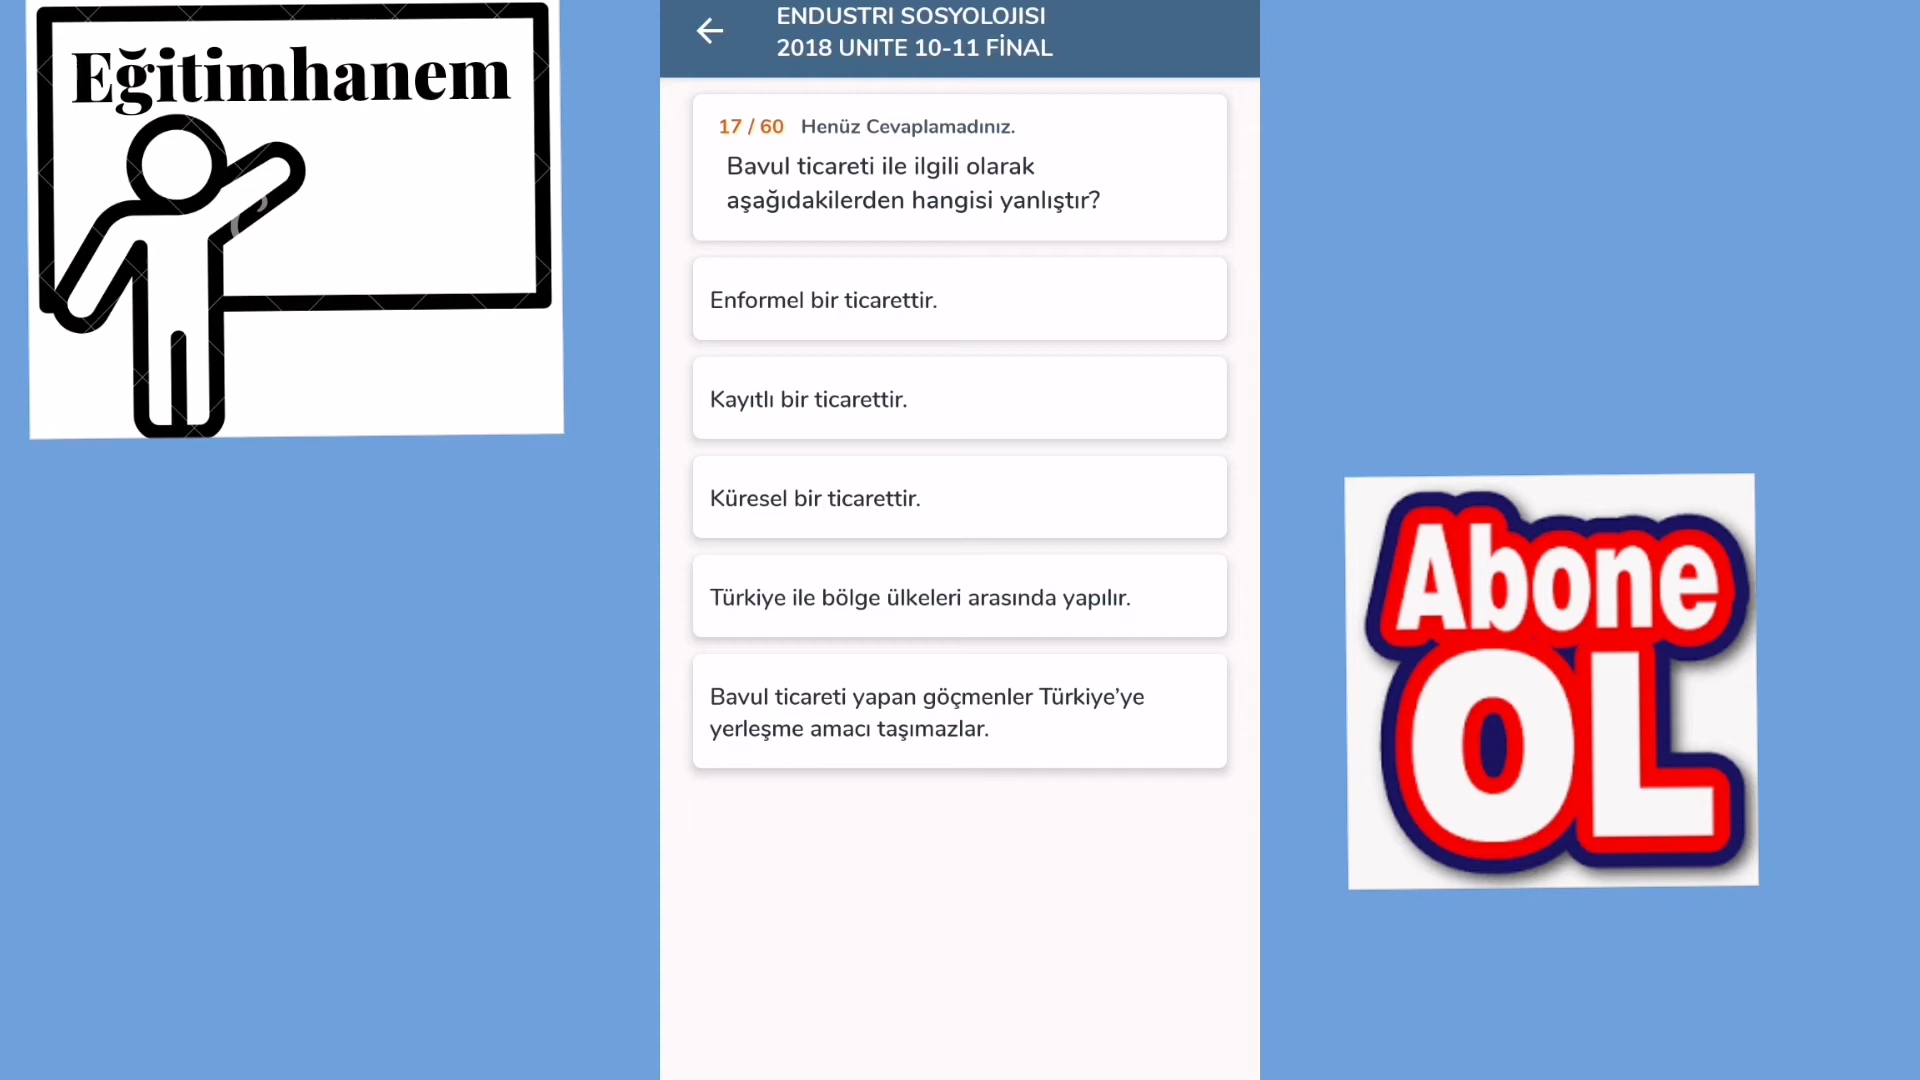 Eğitimhanem
ENDUSTRI SOSYOLOJISI
2018 UNITE 10-11 FİNAL
17 / 60 Henüz Cevaplamadınız.
Bavul ticareti ile ilgili olarak
aşağıdakilerden hangisi yanlıştır?
Enformel bir ticarettir.
Kayıtlı bir ticarettir.
Küresel bir ticarettir.
Türkiye ile bölge ülkeleri arasında yapılır.
Bavul ticareti yapan göçmenler Türkiye’ye
yerleşme amacı taşımazlar.
Abone
OL